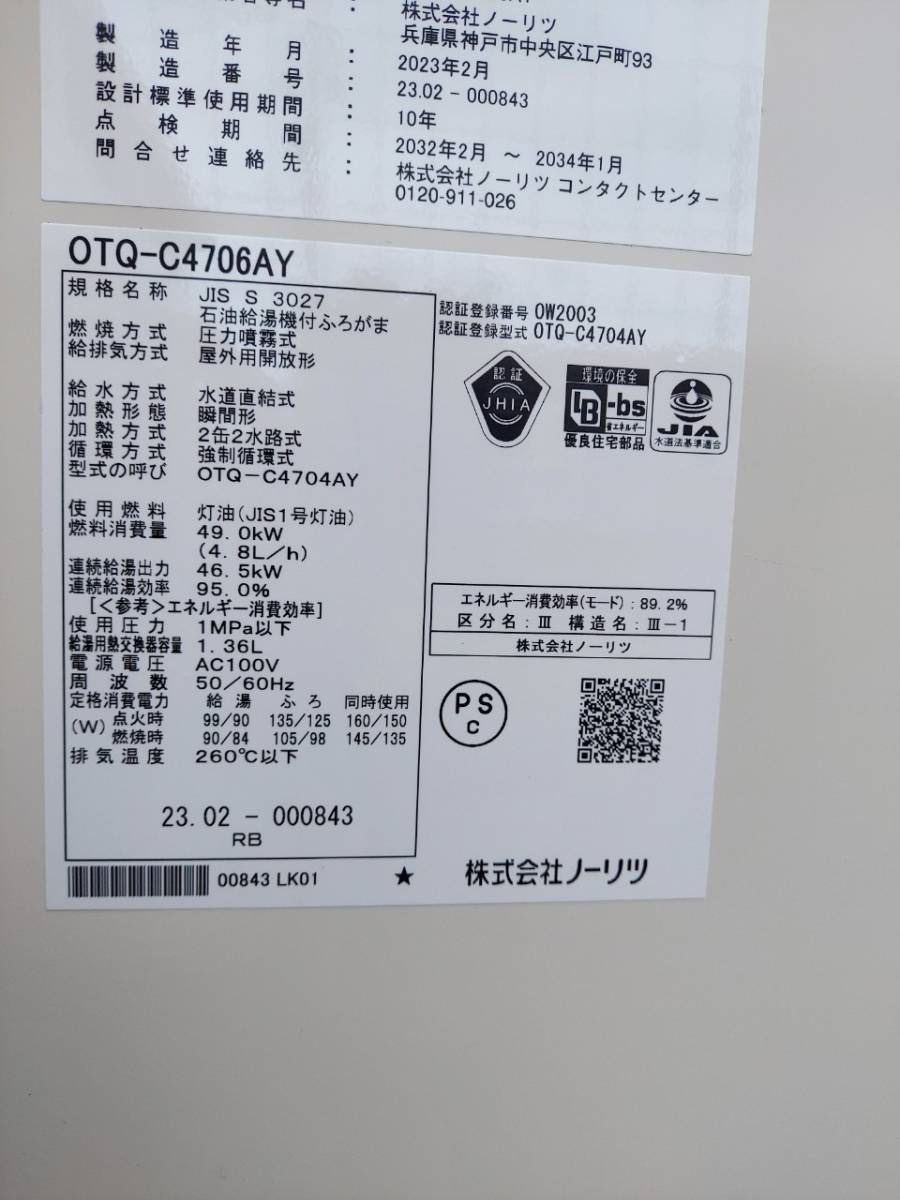 株式会社ノーリツ
兵庫県神戸市中央区江戸町93
製造年月 : 2023年2月
製造番号 : 23.02-000843
設計標準使用期間 : 10年
点検期間 : 2032年2月 ～ 2034年1月
問合せ連絡先 : 株式会社ノーリツ コンタクトセンター
0120-911-026
OTQ-C4706AY
規格名称 JIS S 3027
石油給湯機付ふろがま
燃焼方式 圧力噴霧式
給排気方式 屋外用開放形
給水方式 水道直結式
加熱形態 瞬間形
加熱方式 2缶2水路式
循環方式 強制循環式
型式の呼び OTQ-C4704AY
使用燃料 灯油(JIS1号灯油)
燃料消費量 49.0kW
(4.8L/h)
連続給湯出力 46.5kW
連続給湯効率 95.0%
[<参考>エネルギー消費効率]
使用圧力 1MPa以下
給湯用熱交換器容量 1.36L
電源電圧 AC100V
周波数 50/60Hz
定格消費電力 給湯 ふろ 同時使用
(W) 点火時 99/90 135/125 160/150
燃焼時 90/84 105/98 145/135
排気温度 260℃以下
23.02-000843
RB
00843 LK01 ★
認証登録番号 OW2003
認証登録型式 OTQ-C4704AY
認証
JHIA
環境の保全
BL-bs
省エネルギー
優良住宅部品
JIA
水道法基準適合
エネルギー消費効率(モード):89.2%
区分名:Ⅲ 構造名:Ⅲ-1
株式会社ノーリツ
PS
C
株式会社ノーリツ